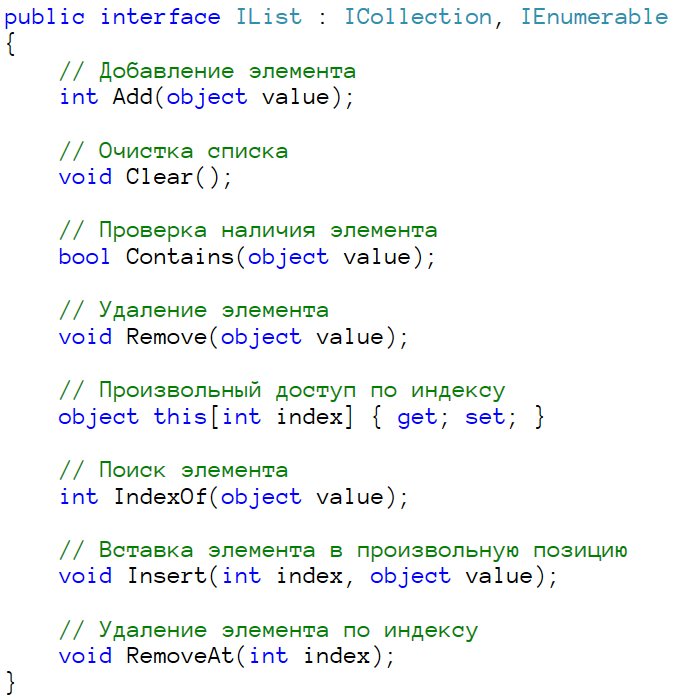 public interface IList : ICollection, IEnumerable
{
// Добавление элемента
int Add(object value);
// Очистка списка
void Clear();
// Проверка наличия элемента
bool Contains(object value);
// Удаление элемента
void Remove(object value);
// Произвольный доступ по индексу
object this[int index] { get; set; }
// Поиск элемента
int IndexOf(object value);
// Вставка элемента в произвольную позицию
void Insert(int index, object value);
// Удаление элемента по индексу
void RemoveAt(int index);
}